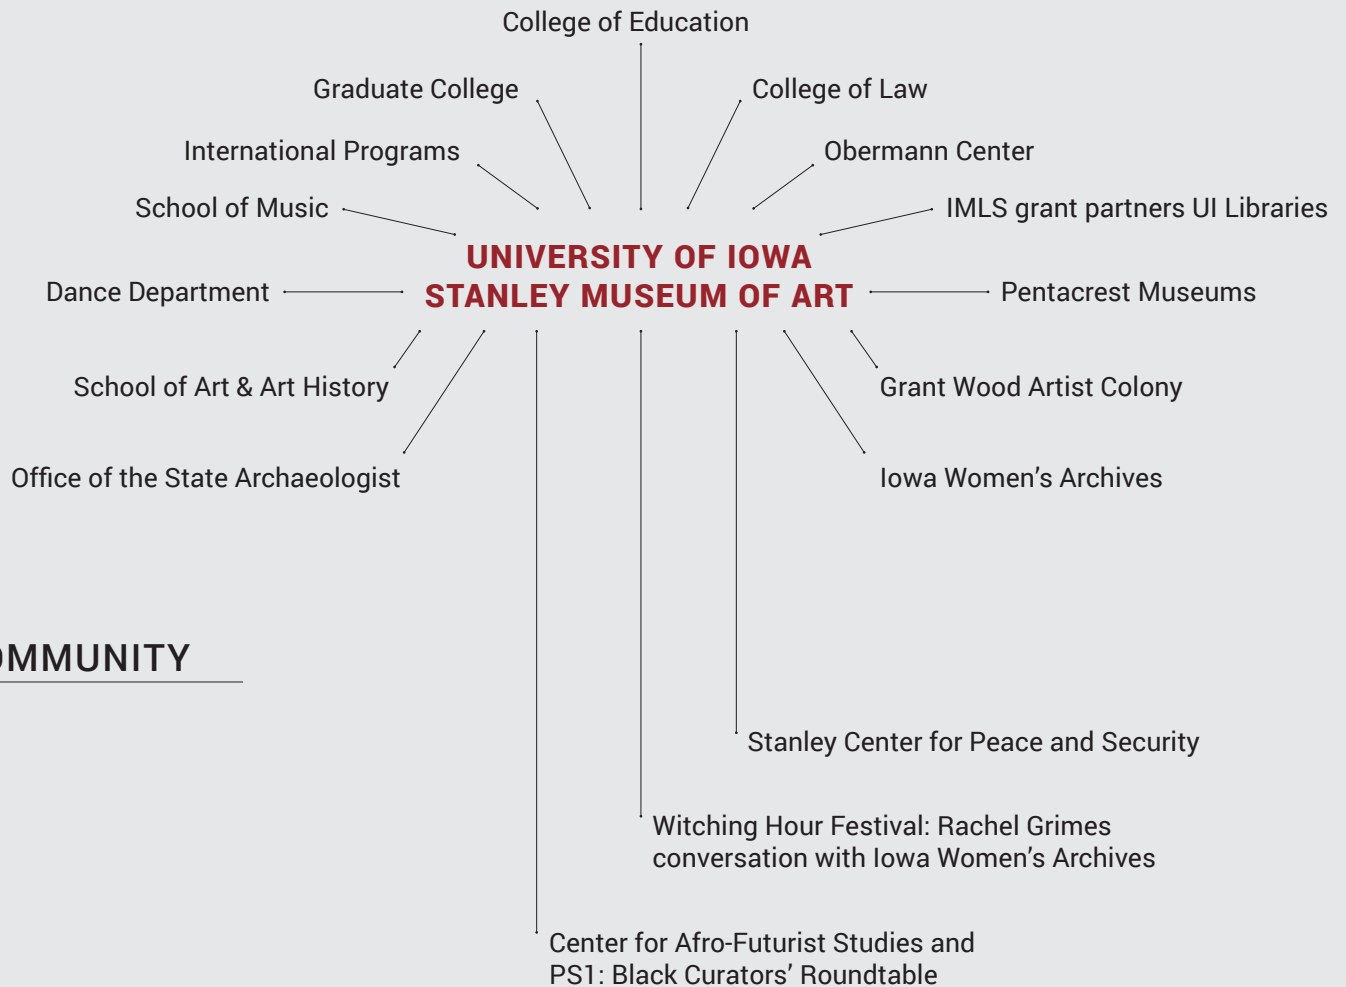 College of Education
Graduate College
College of Law
International Programs
Obermann Center
School of Music
IMLS grant partners UI Libraries
UNIVERSITY OF IOWA
STANLEY MUSEUM OF ART
Dance Department
Pentacrest Museums
School of Art & Art History
Grant Wood Artist Colony
Office of the State Archaeologist
Iowa Women's Archives
OMMUNITY
Stanley Center for Peace and Security
Witching Hour Festival: Rachel Grimes
conversation with Iowa Women's Archives
Center for Afro-Futurist Studies and
PS1: Black Curators' Roundtable